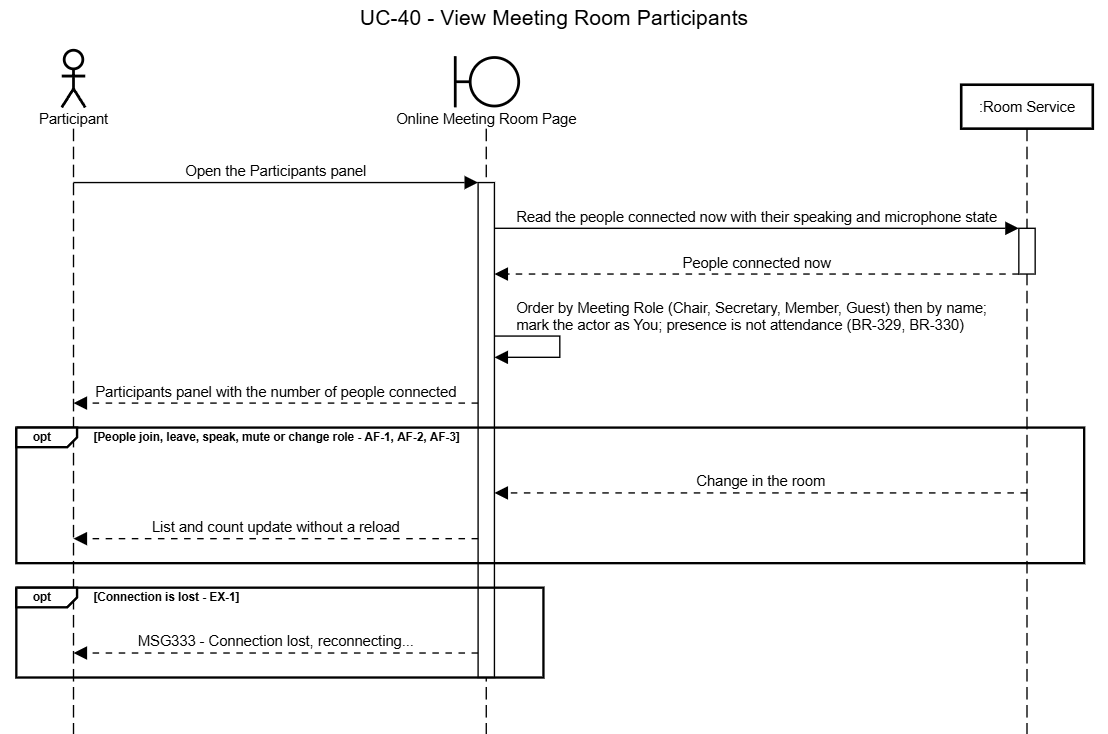 UC-40 - View Meeting Room Participants
Participant
Online Meeting Room Page
:Room Service
Open the Participants panel
Read the people connected now with their speaking and microphone state
People connected now
Order by Meeting Role (Chair, Secretary, Member, Guest) then by name;
mark the actor as You; presence is not attendance (BR-329, BR-330)
Participants panel with the number of people connected
opt [People join, leave, speak, mute or change role - AF-1, AF-2, AF-3]
Change in the room
List and count update without a reload
opt [Connection is lost - EX-1]
MSG333 - Connection lost, reconnecting...